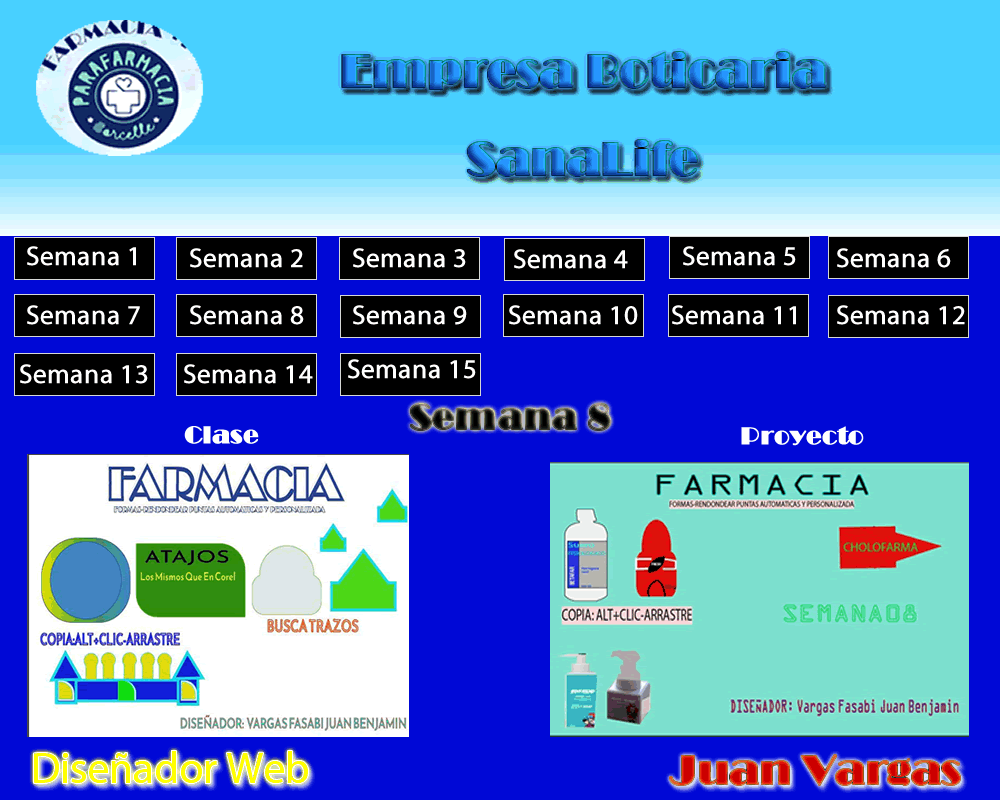 FARMACIA
PARAFARMACIA
Barcelle
Empresa Boticaria
SanaLife
Semana 1
Semana 2
Semana 3
Semana 4
Semana 5
Semana 6
Semana 7
Semana 8
Semana 9
Semana 10
Semana 11
Semana 12
Semana 13
Semana 14
Semana 15
Semana 8
Clase
Proyecto
FARMACIA
FORMAS-RENDONDEAR PUNTAS AUTOMATICAS Y PERSONALIZADA
ATAJOS
Los Mismos Que En Corel
BUSCA TRAZOS
COPIA:ALT+CLIC-ARRASTRE
DISEÑADOR: VARGAS FASABI JUAN BENJAMIN
FARMACIA
FORMAS-RENDONDEAR PUNTAS AUTOMATICAS Y PERSONALIZADA
CHOLOFARMA
COPIA: ALT+CLIC-ARRASTRE
SEMANA08
DISEÑADOR: Vargas Fasabi Juan Benjamin
Diseñador Web
Juan Vargas